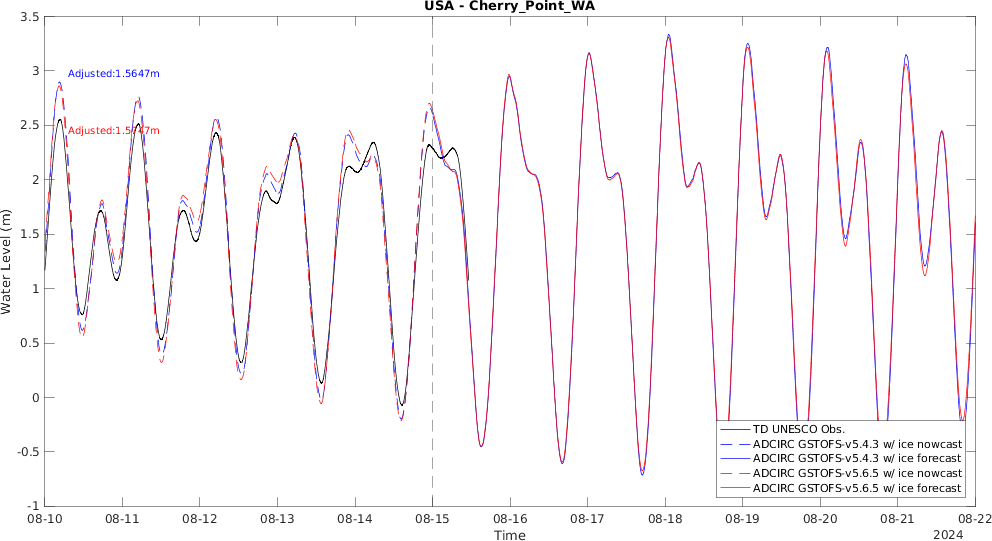 USA - Cherry_Point_WA
3.5
3
2.5
2
1.5
1
0.5
0
-0.5
-1
Water Level (m)
Adjusted:1.5647m
Adjusted:1.5747m
TD UNESCO Obs.
ADCIRC GSTOFS-v5.4.3 w/ ice nowcast
ADCIRC GSTOFS-v5.4.3 w/ ice forecast
ADCIRC GSTOFS-v5.6.5 w/ ice nowcast
ADCIRC GSTOFS-v5.6.5 w/ ice forecast
08-10 08-11 08-12 08-13 08-14 08-15 08-16 08-17 08-18 08-19 08-20 08-21 08-22
Time
2024